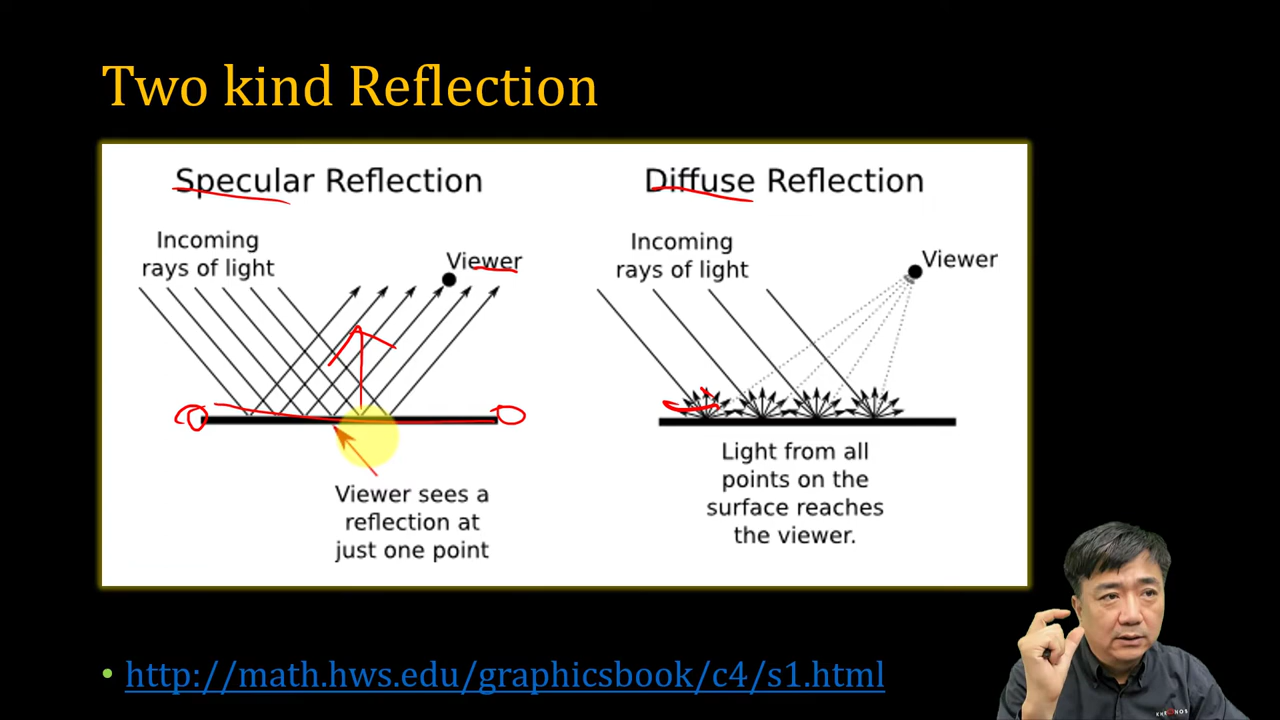 Two kind Reflection
Specular Reflection
Incoming
rays of light
Viewer
Viewer sees a
reflection at
just one point
Diffuse Reflection
Incoming
rays of light
Viewer
Light from all
points on the
surface reaches
the viewer.
http://math.hws.edu/graphicsbook/c4/s1.html
KHRONOS